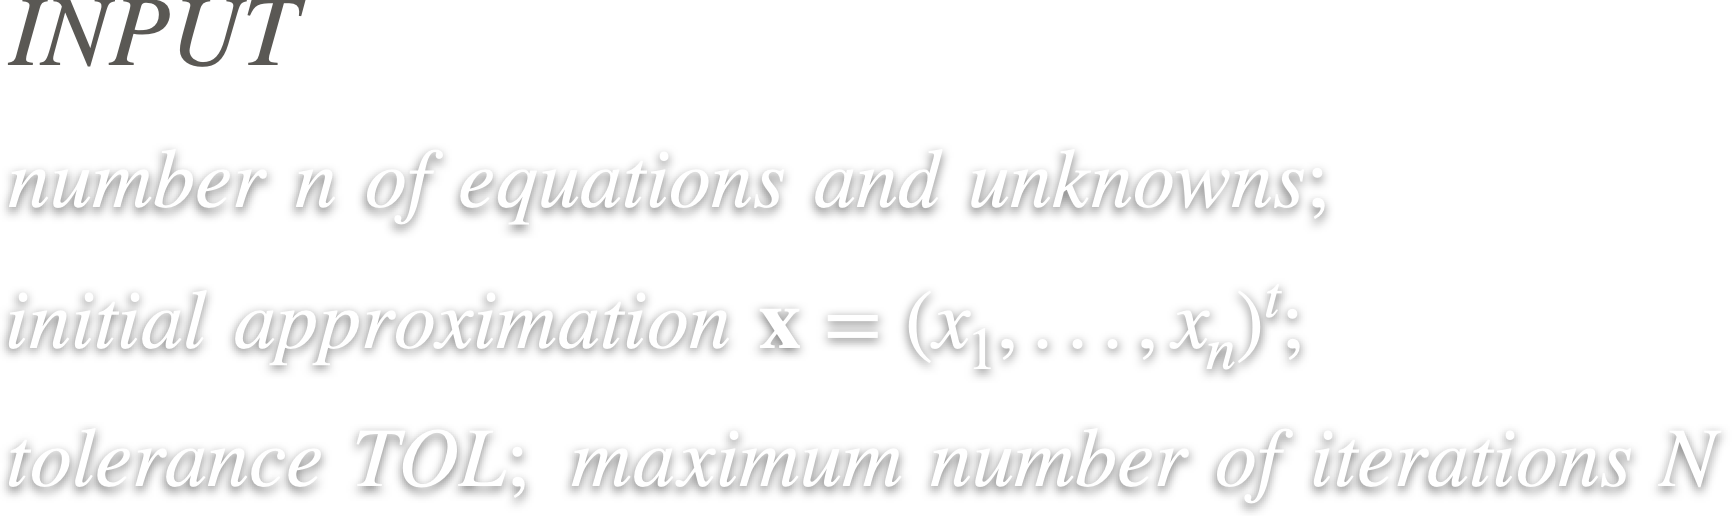 INPUT
number n of equations and unknowns;
initial approximation x = (x₁, . . . , xₙ)ᵗ;
tolerance TOL; maximum number of iterations N